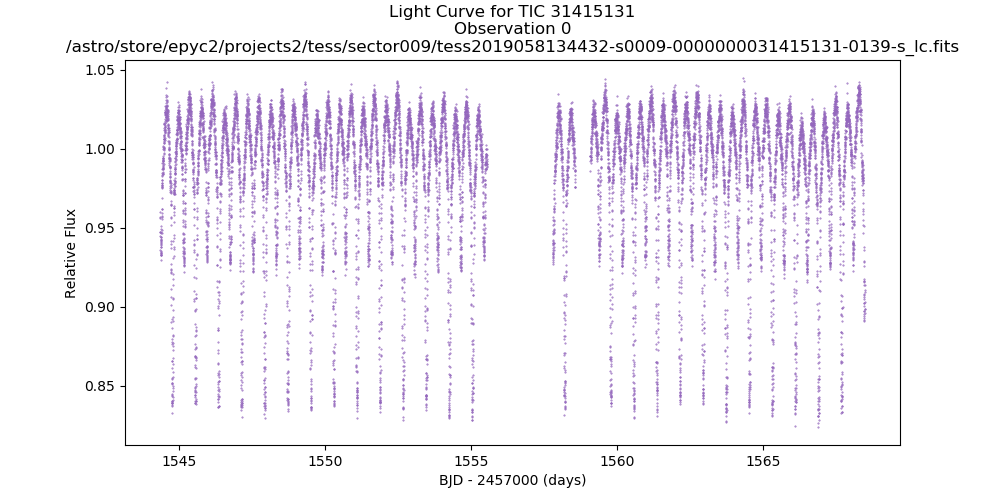 Light Curve for TIC 31415131
Observation 0
/astro/store/epyc2/projects2/tess/sector009/tess2019058134432-s0009-0000000031415131-0139-s_lc.fits
1.05
1.00
0.95
0.90
0.85
Relative Flux
1545
1550
1555
1560
1565
BJD - 2457000 (days)